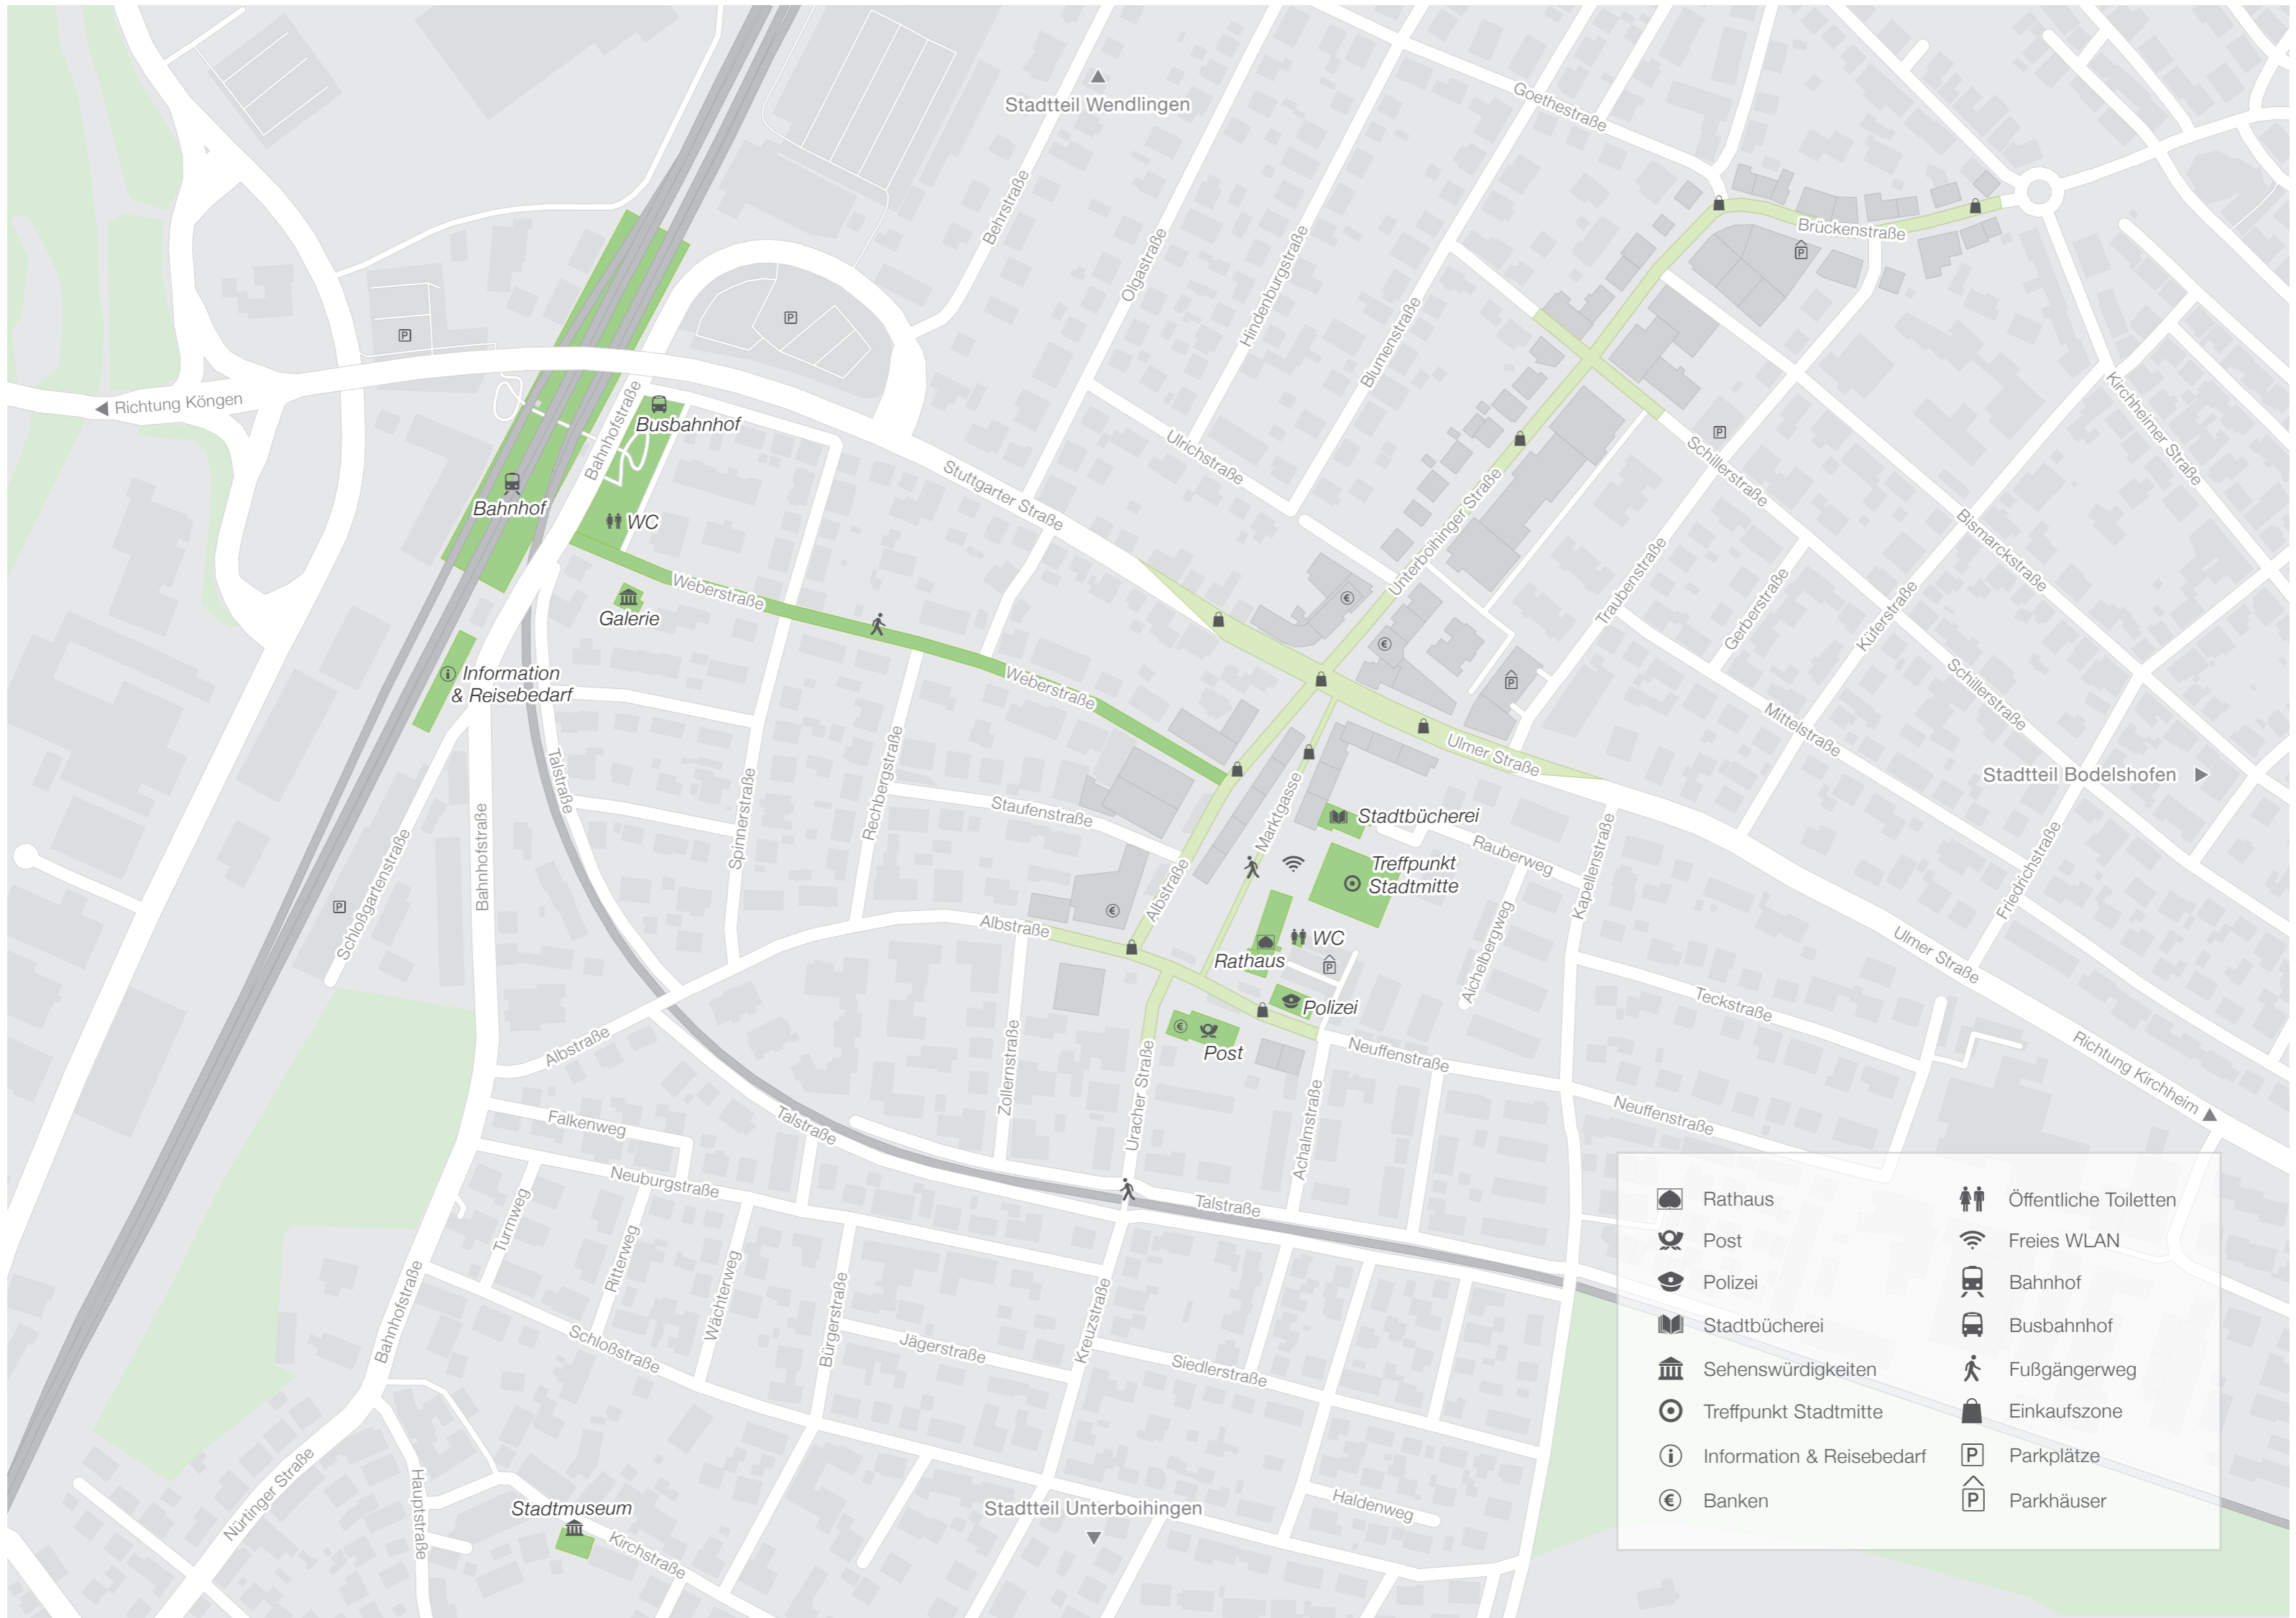 Stadtteil Wendlingen
Goethestraße
Behrstraße
Olgastraße
Hindenburgstraße
Blumenstraße
Brückenstraße
Richtung Köngen
Bahnhofstraße
Busbahnhof
Kirchheimer Straße
Ulrichstraße
Stuttgarter Straße
Schillerstraße
Bahnhof
WC
Unterboihinger Straße
Bismarckstraße
Weberstraße
Galerie
Traubenstraße
Gerberstraße
Küferstraße
Information
& Reisebedarf
Weberstraße
Schillerstraße
Mittelstraße
Ulmer Straße
Stadtteil Bodelshofen
Talstraße
Spinnerstraße
Rechbergstraße
Staufenstraße
Marktgasse
Stadtbücherei
Rauberweg
Kapellenstraße
Schloßgartenstraße
Bahnhofstraße
Albstraße
Treffpunkt
Stadtmitte
Friedrichstraße
Albstraße
WC
Rathaus
Aichelbergweg
Ulmer Straße
Polizei
Teckstraße
Albstraße
Zollernstraße
Post
Neuffenstraße
Uracher Straße
Achalmstraße
Richtung Kirchheim
Falkenweg
Talstraße
Neuffenstraße
Neuburgstraße
Turmweg
Ritterweg
Wächterweg
Talstraße
Bahnhofstraße
Schloßstraße
Bürgerstraße
Jägerstraße
Kreuzstraße
Siedlerstraße
Nürtinger Straße
Hauptstraße
Stadtmuseum
Kirchstraße
Stadtteil Unterboihingen
Haldenweg
Rathaus
Post
Polizei
Stadtbücherei
Sehenswürdigkeiten
Treffpunkt Stadtmitte
Information & Reisebedarf
Banken
Öffentliche Toiletten
Freies WLAN
Bahnhof
Busbahnhof
Fußgängerweg
Einkaufszone
P Parkplätze
P Parkhäuser